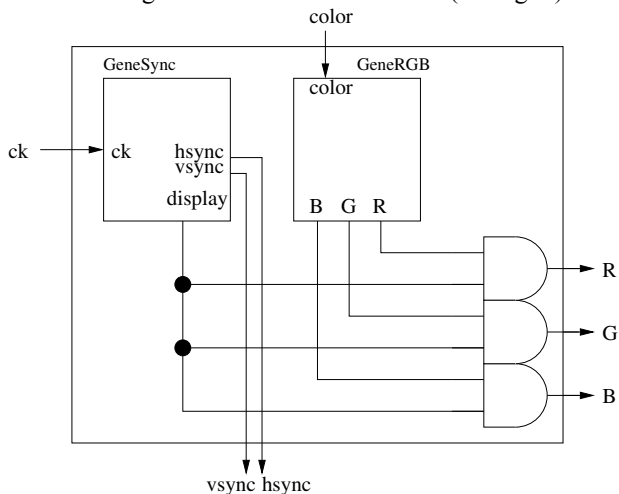 color
GeneSync
GeneRGB
color
ck
ck
hsync
vsync
display
B G R
R
G
B
vsync hsync